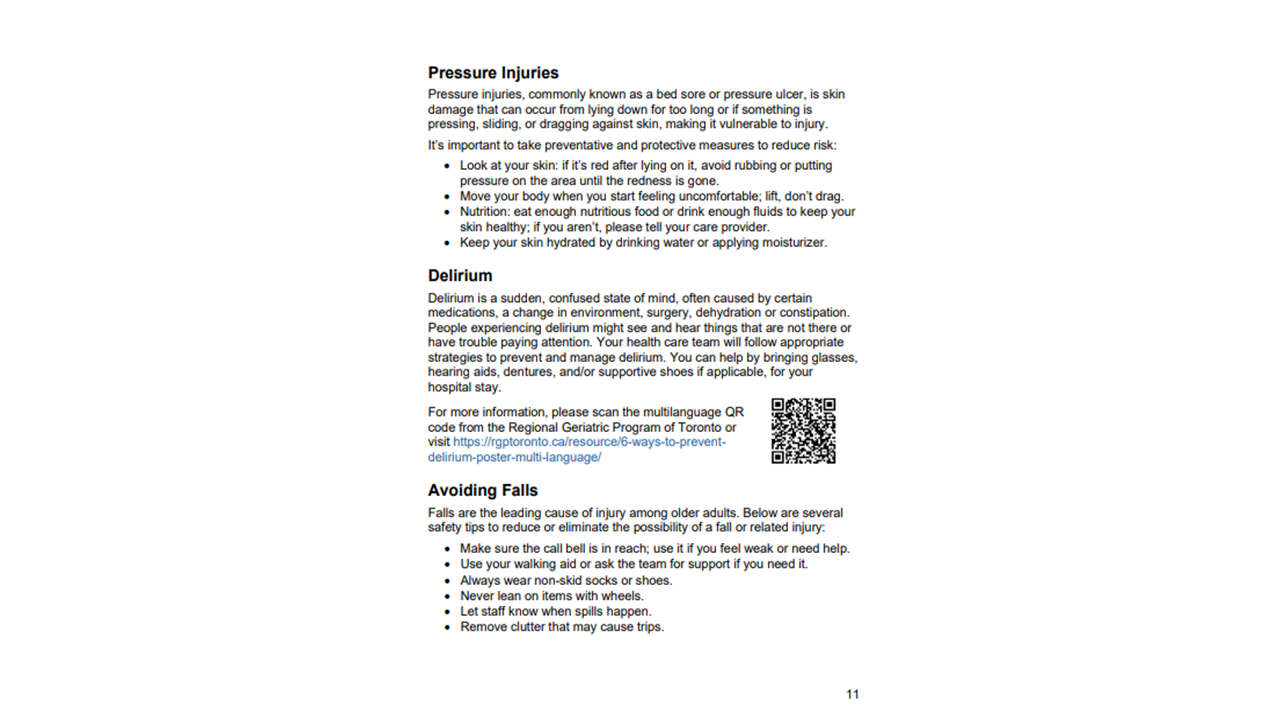 Pressure Injuries
Pressure injuries, commonly known as a bed sore or pressure ulcer, is skin
damage that can occur from lying down for too long or if something is
pressing, sliding, or dragging against skin, making it vulnerable to injury.
It's important to take preventative and protective measures to reduce risk:
• Look at your skin: if it's red after lying on it, avoid rubbing or putting
pressure on the area until the redness is gone.
• Move your body when you start feeling uncomfortable; lift, don't drag.
• Nutrition: eat enough nutritious food or drink enough fluids to keep your
skin healthy; if you aren't, please tell your care provider.
• Keep your skin hydrated by drinking water or applying moisturizer.
Delirium
Delirium is a sudden, confused state of mind, often caused by certain
medications, a change in environment, surgery, dehydration or constipation.
People experiencing delirium might see and hear things that are not there or
have trouble paying attention. Your health care team will follow appropriate
strategies to prevent and manage delirium. You can help by bringing glasses,
hearing aids, dentures, and/or supportive shoes if applicable, for your
hospital stay.
For more information, please scan the multilanguage QR
code from the Regional Geriatric Program of Toronto or
visit https://rgptoronto.ca/resource/6-ways-to-prevent-
delirium-poster-multi-language/
Avoiding Falls
Falls are the leading cause of injury among older adults. Below are several
safety tips to reduce or eliminate the possibility of a fall or related injury:
• Make sure the call bell is in reach; use it if you feel weak or need help.
• Use your walking aid or ask the team for support if you need it.
• Always wear non-skid socks or shoes.
• Never lean on items with wheels.
• Let staff know when spills happen.
• Remove clutter that may cause trips.
11